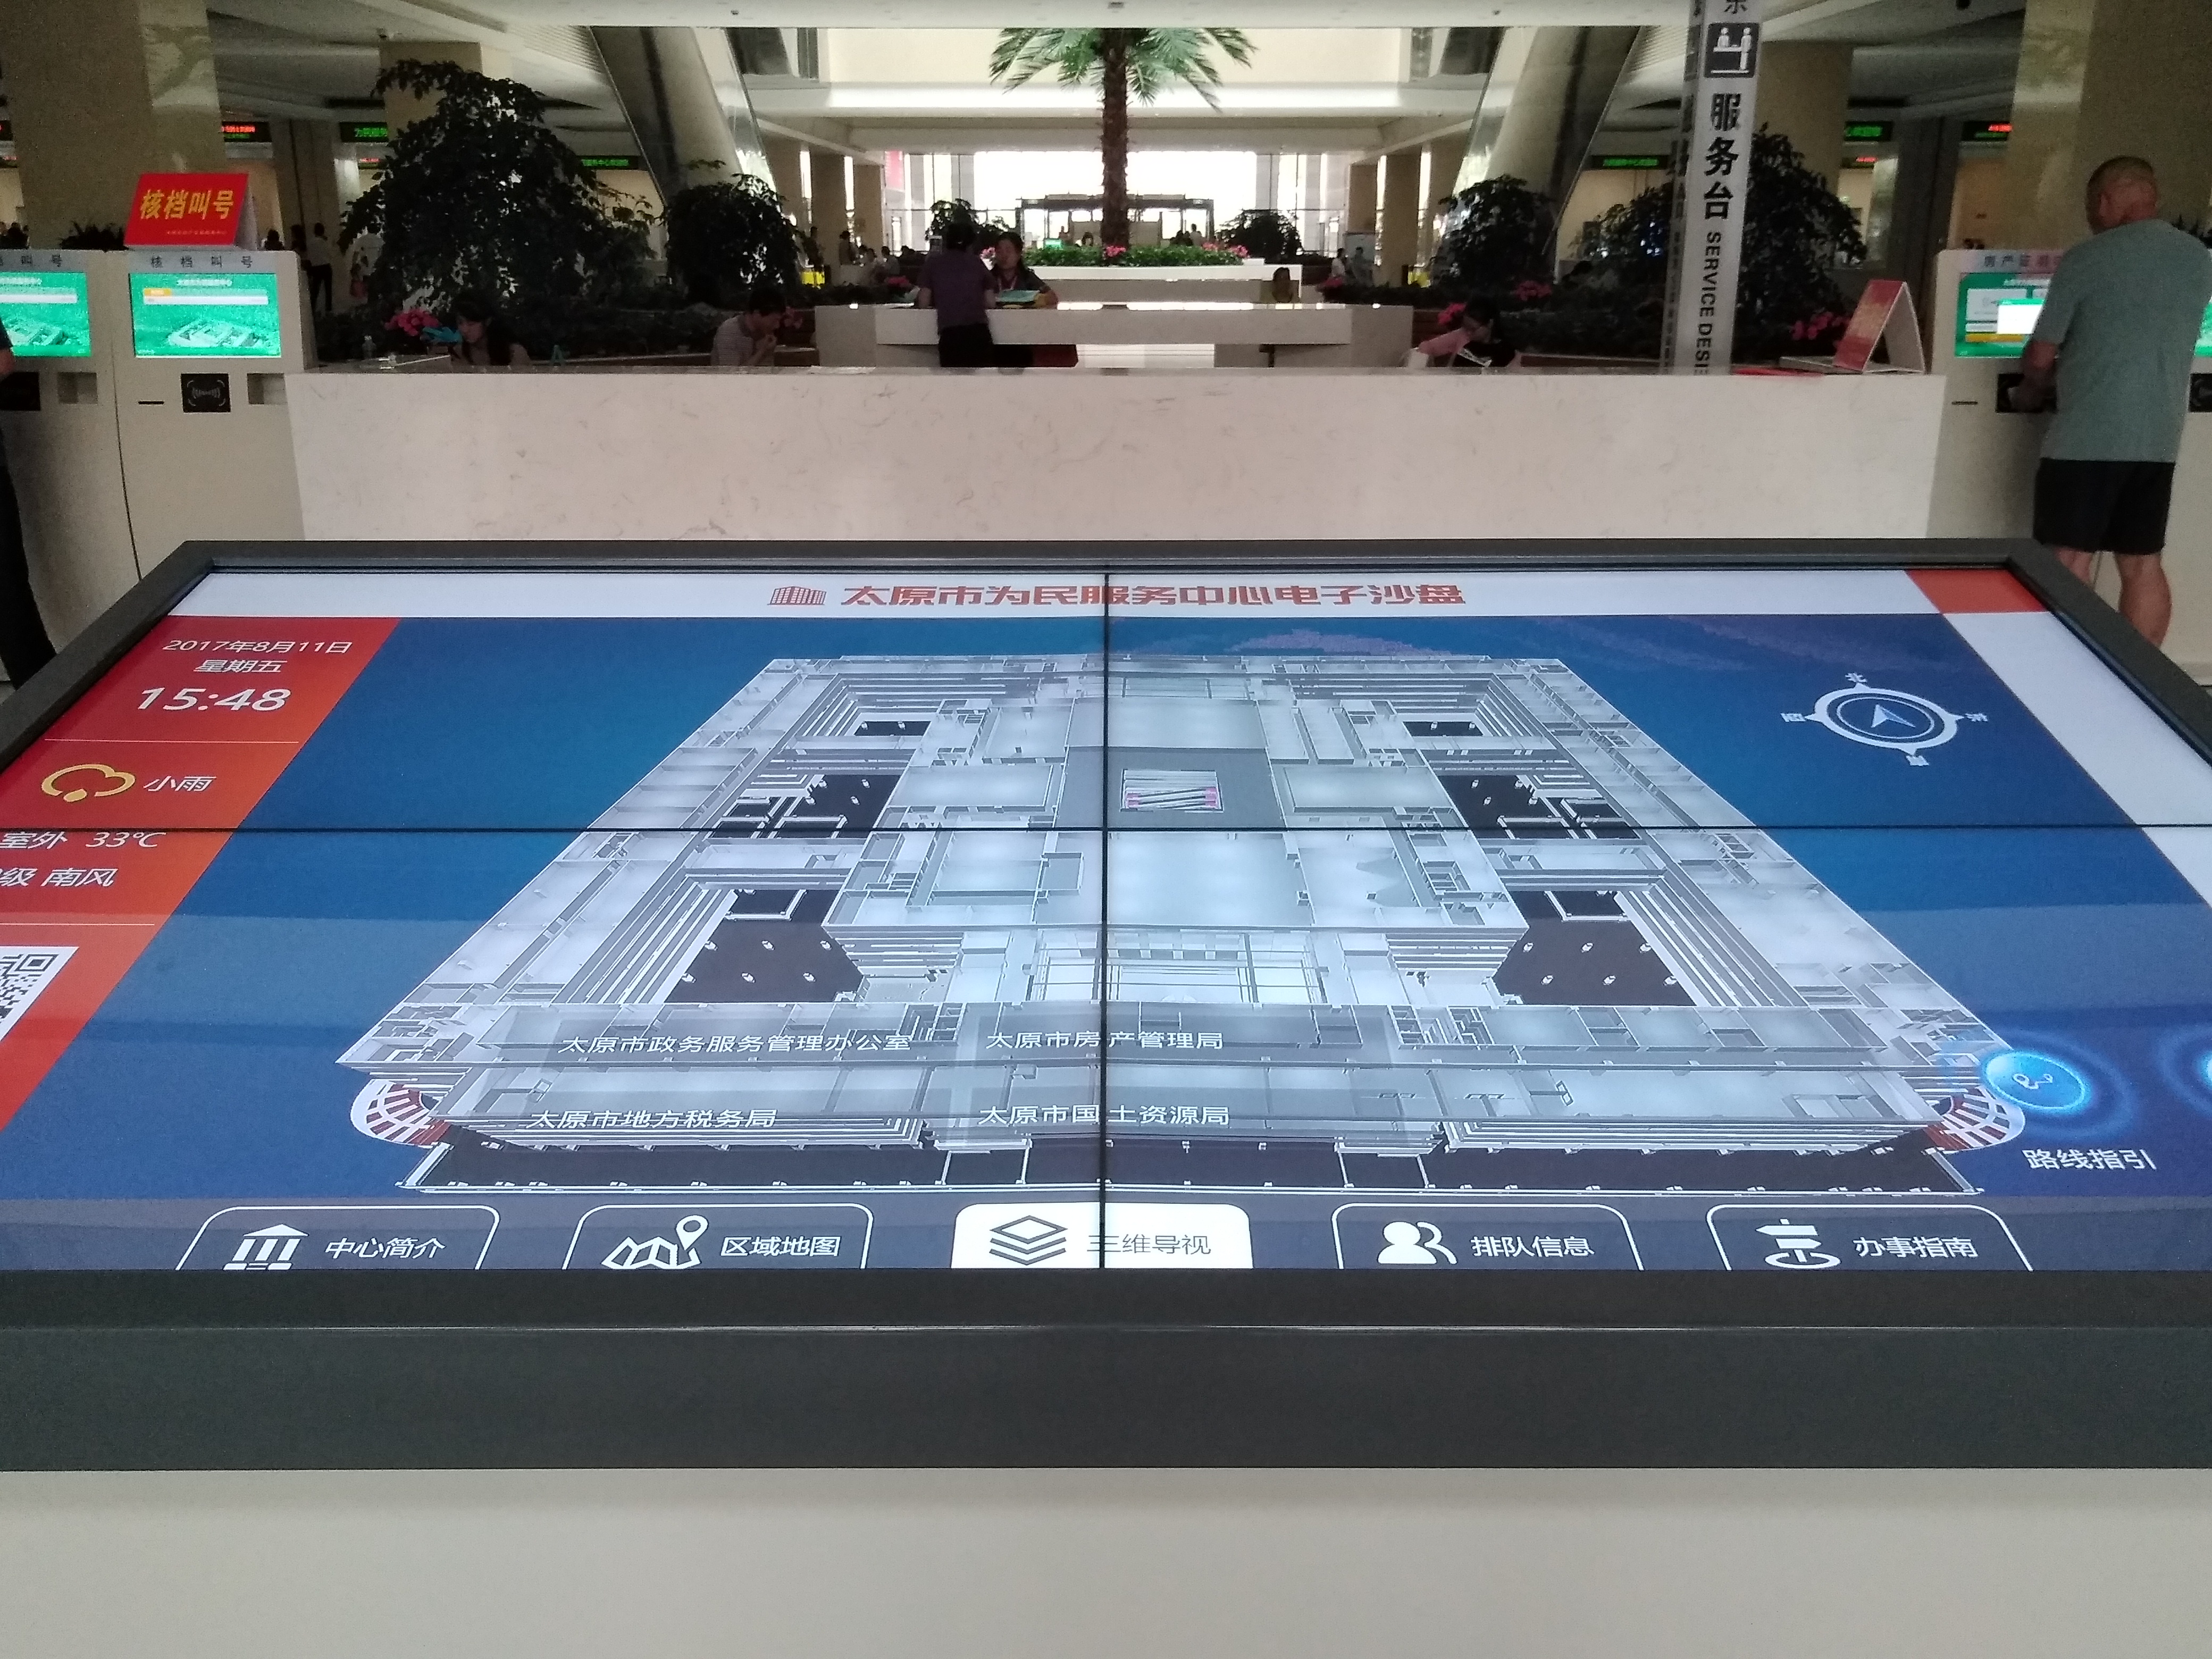 东
服务台 SERVICE DESK
核档叫号
核 档 叫 号
太原市为民服务中心电子沙盘
2017年8月11日
星期五
15:48
小雨
室外 33℃
级 南风
北
西
东
南
太原市政务服务管理办公室
太原市房产管理局
太原市地方税务局
太原市国土资源局
路线指引
中心简介
区域地图
三维导视
排队信息
办事指南